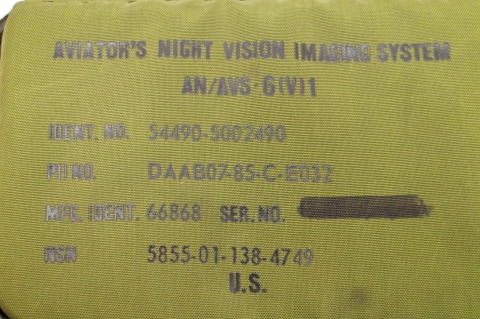 AVIATOR'S NIGHT VISION IMAGING SYSTEM
AN/AVS-6(V)1
IDENT. NO. 54490-5002490
PII NO. DAAB07-85-C-E032
MFG. IDENT. 66868 SER. NO.
NSN 5855-01-138-4749
U.S.